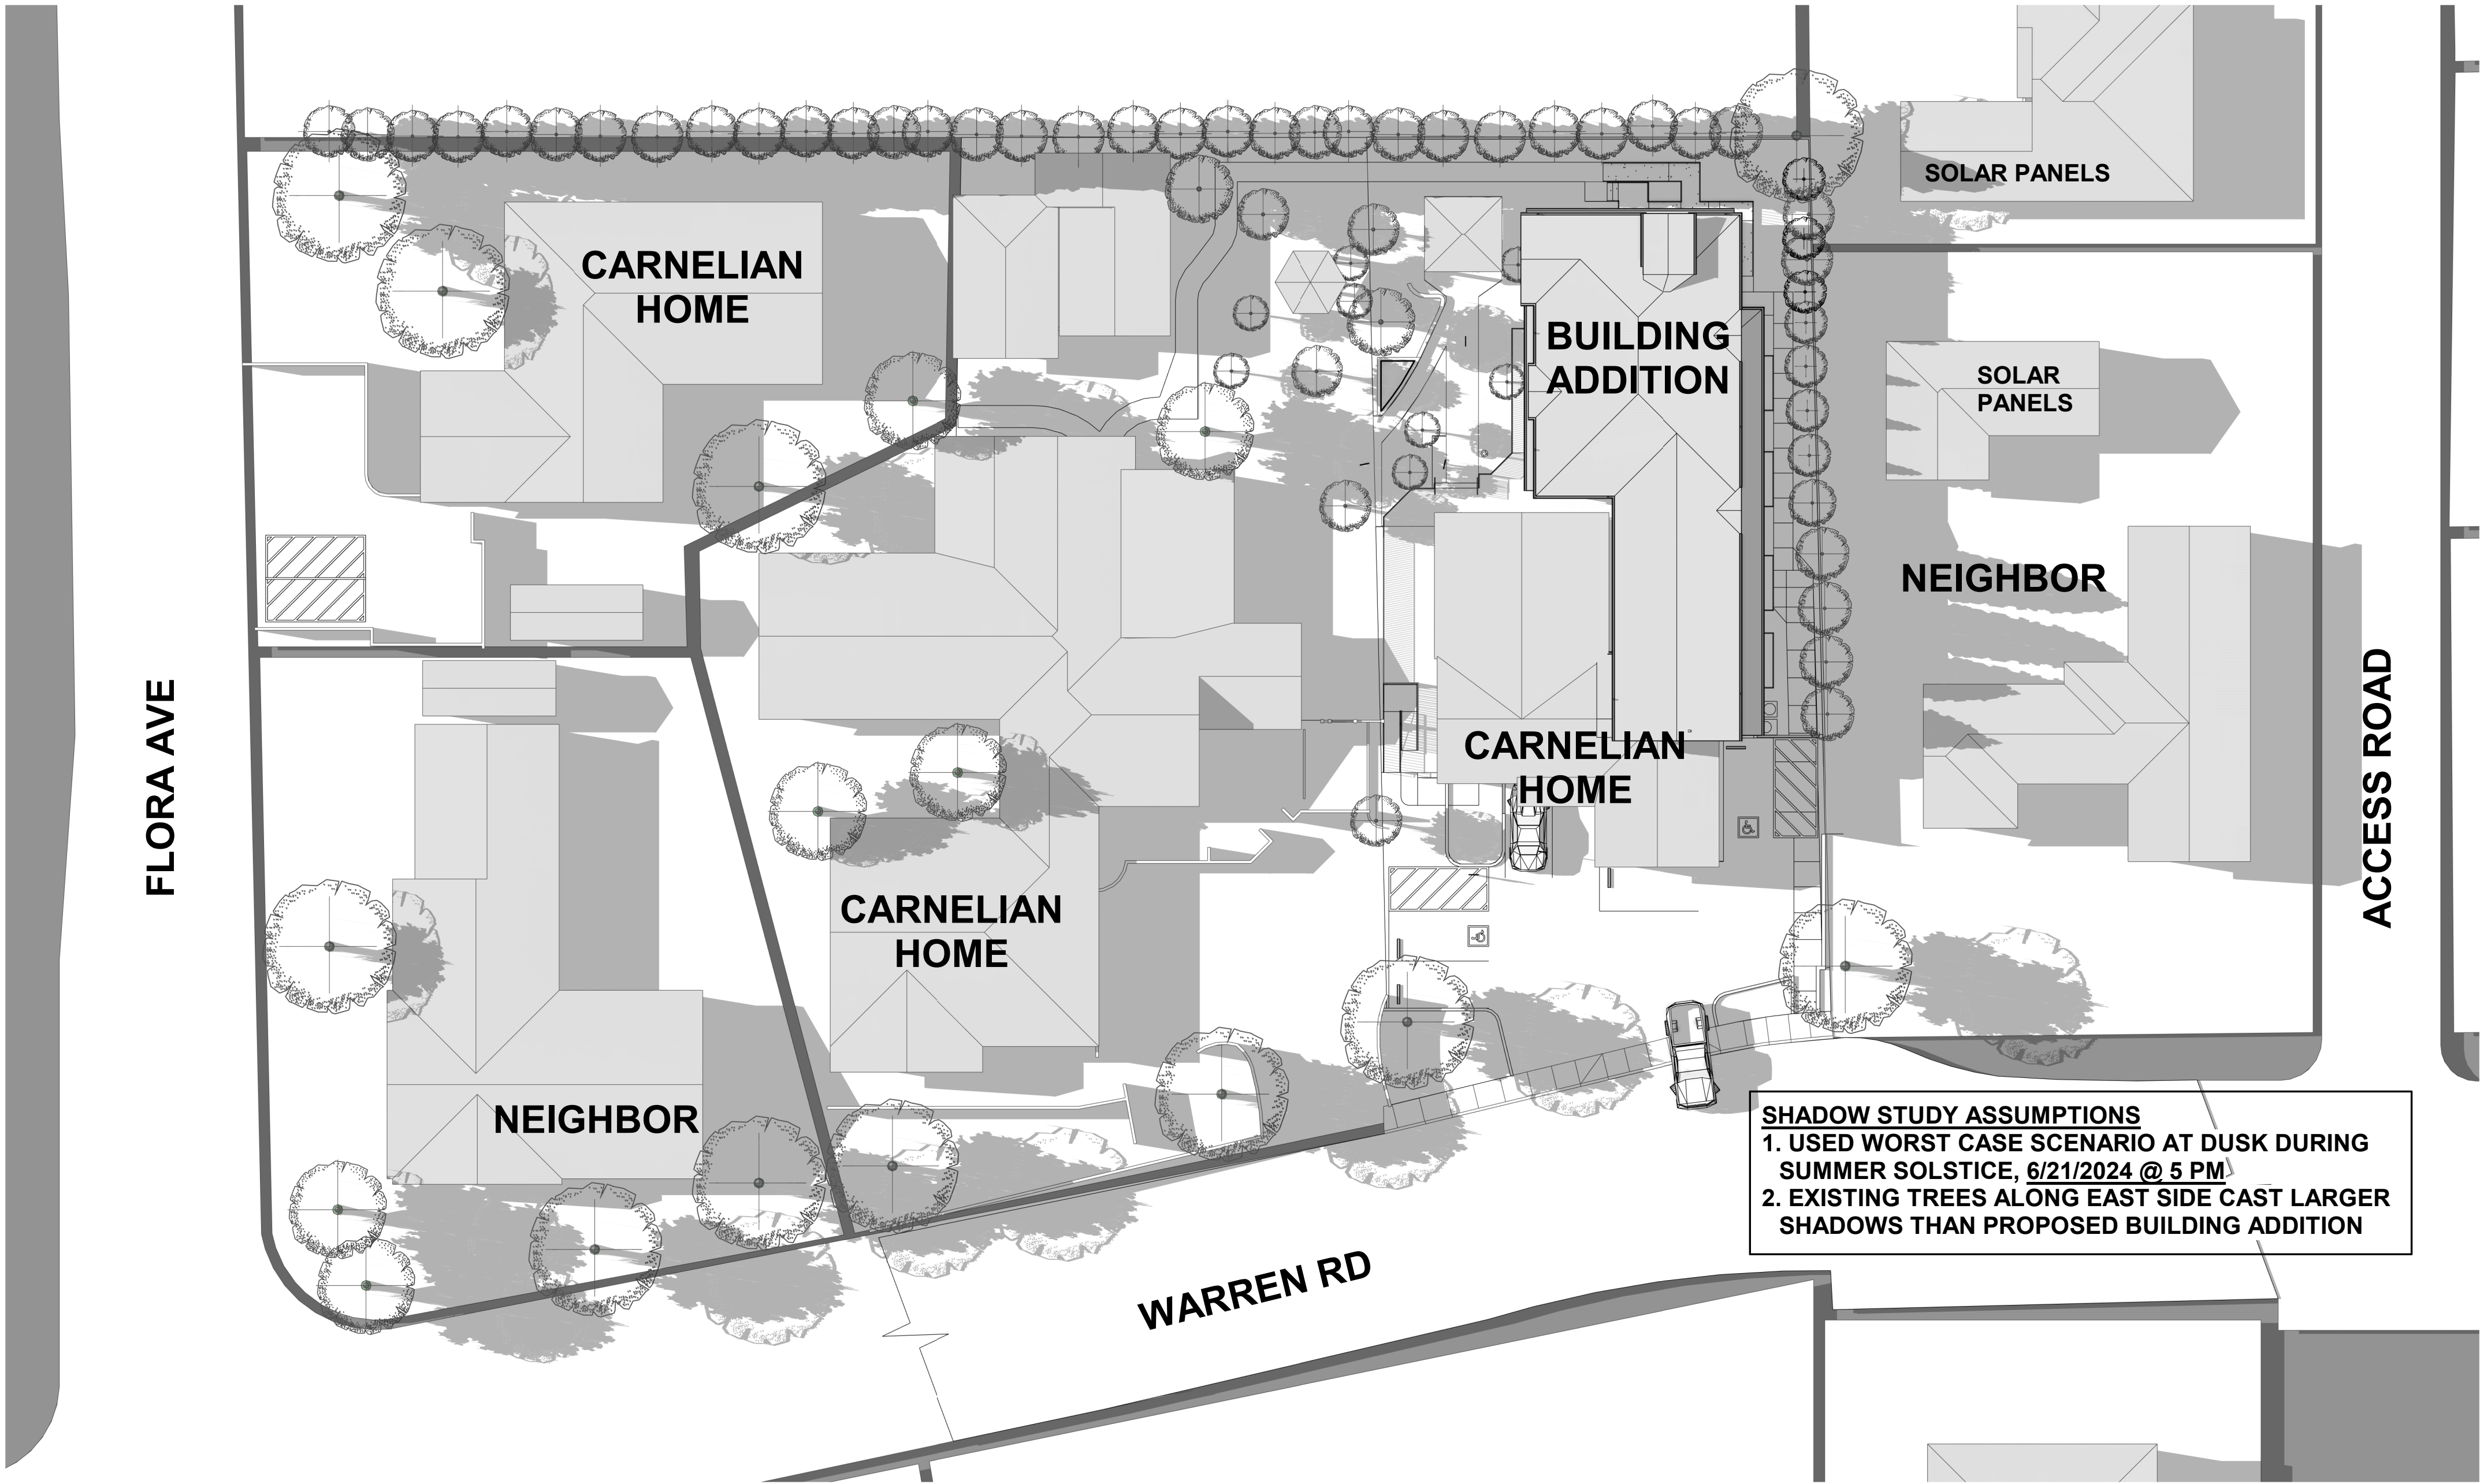 SOLAR PANELS
CARNELIAN
HOME
BUILDING
ADDITION
SOLAR
PANELS
NEIGHBOR
FLORA AVE
ACCESS ROAD
CARNELIAN
HOME
CARNELIAN
HOME
NEIGHBOR
SHADOW STUDY ASSUMPTIONS
1. USED WORST CASE SCENARIO AT DUSK DURING
SUMMER SOLSTICE, 6/21/2024 @ 5 PM
2. EXISTING TREES ALONG EAST SIDE CAST LARGER
SHADOWS THAN PROPOSED BUILDING ADDITION
WARREN RD